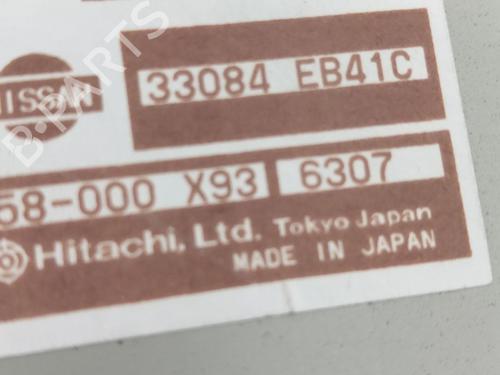 NISSAN
33084 EB41C
58-000 X93 6307
Hitachi, Ltd. Tokyo Japan
MADE IN JAPAN
B-PARTS